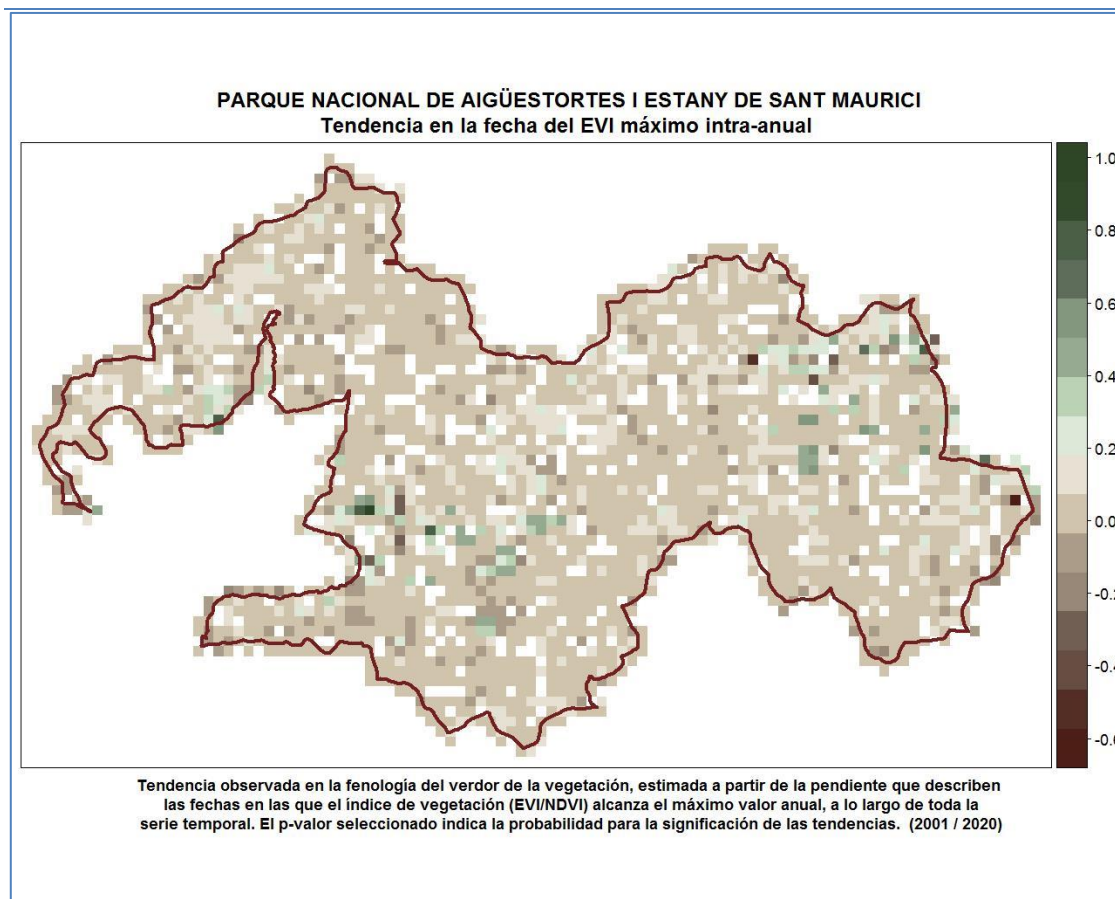 PARQUE NACIONAL DE AIGÜESTORTES I ESTANY DE SANT MAURICI
Tendencia en la fecha del EVI máximo intra-anual
1.0
0.8
0.6
0.4
0.2
0.0
-0.4
Tendencia observada en la fenología del verdor de la vegetación, estimada a partir de la pendiente que describen
las fechas en las que el índice de vegetación (EVI/NDVI) alcanza el máximo valor anual, a lo largo de toda la
serie temporal. El p-valor seleccionado indica la probabilidad para la significación de las tendencias. (2001 / 2020)